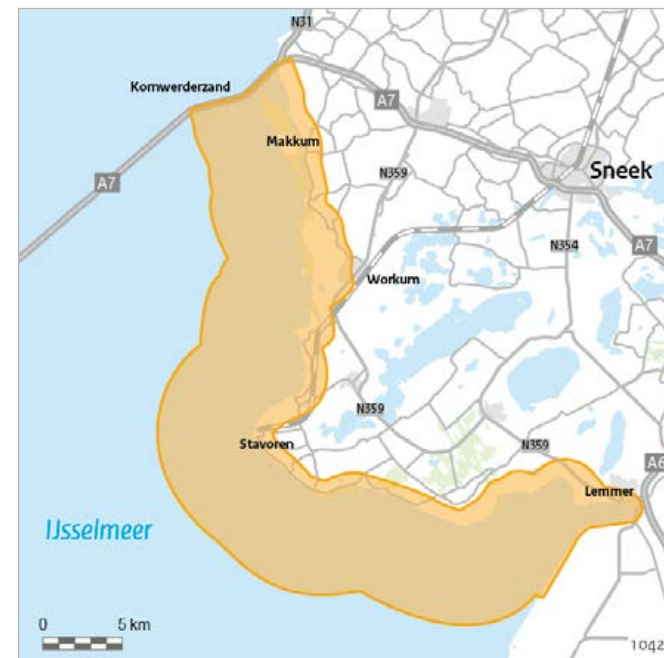 N31
Kornwerderzand
A7
Makkum
A7
N359
Sneek
N354
A7
Workum
N359
Stavoren
N359
A6
Lemmer
IJsselmeer
0 5 km
1042